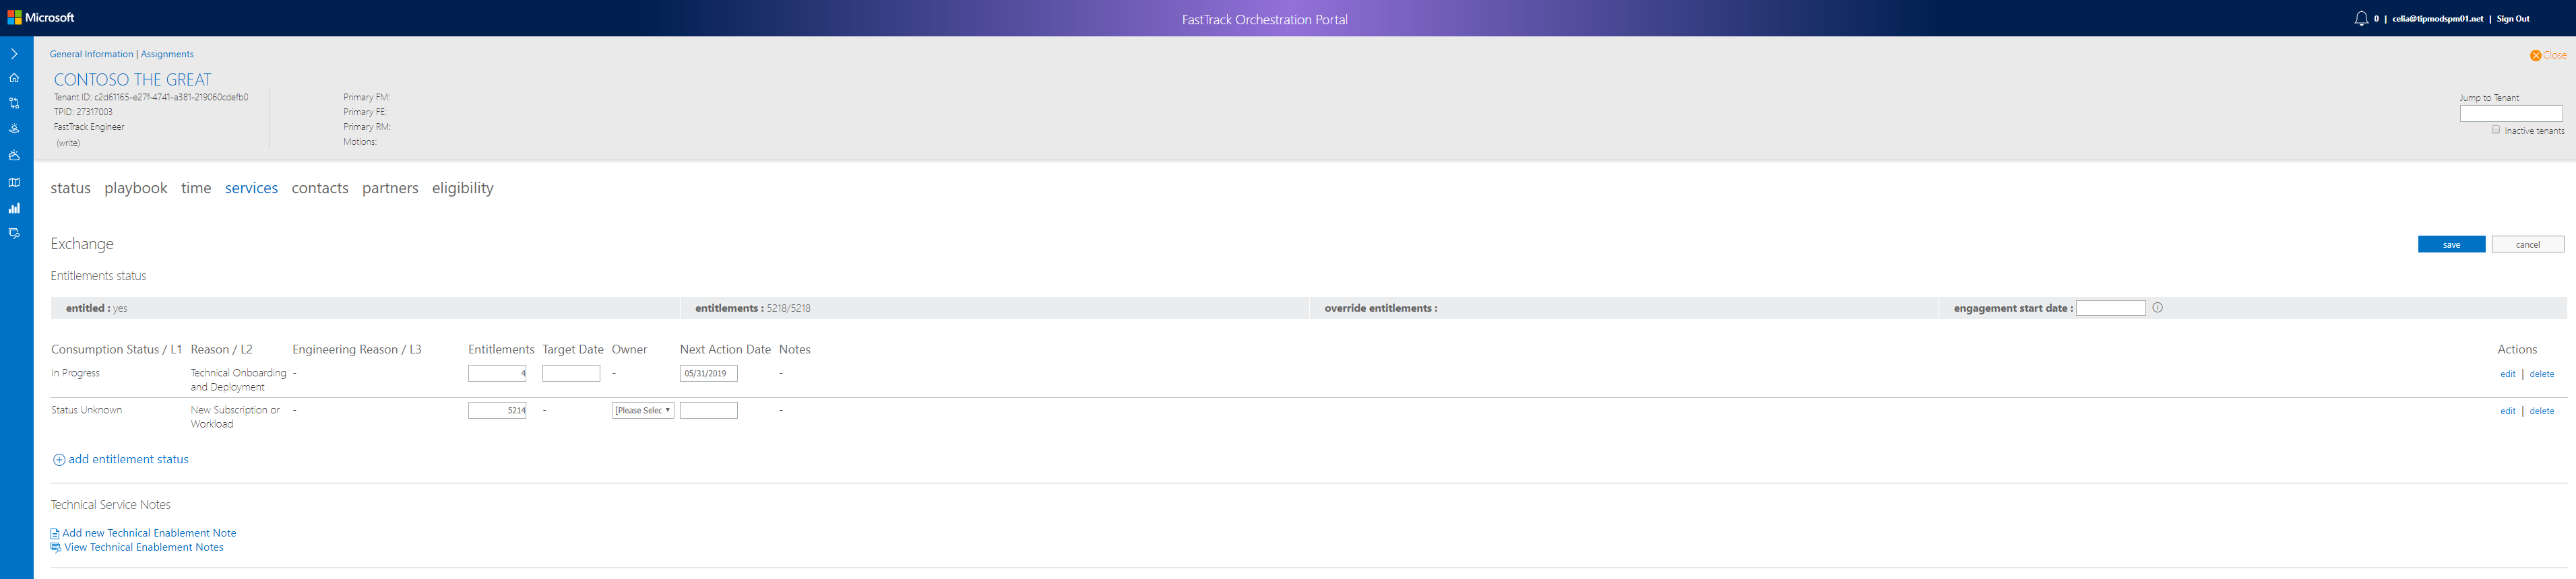 Microsoft
FastTrack Orchestration Portal
0 | celia@tipmodspm01.net | Sign Out
General Information | Assignments
Close
CONTOSO THE GREAT
Tenant ID: c2d61165-e27f-4741-a381-219060cdefb0
TPID: 27317003
FastTrack Engineer
(write)
Primary FM:
Primary FE:
Primary RM:
Motions:
Jump to Tenant
Inactive tenants
status playbook time services contacts partners eligibility
Exchange
save cancel
Entitlements status
entitled : yes entitlements : 5218/5218 override entitlements : engagement start date :
Consumption Status / L1 Reason / L2 Engineering Reason / L3 Entitlements Target Date Owner Next Action Date Notes Actions
In Progress Technical Onboarding - 4 - 05/31/2019 - edit | delete
and Deployment
Status Unknown New Subscription or - 5214 - [Please Selec - edit | delete
Workload
add entitlement status
Technical Service Notes
Add new Technical Enablement Note
View Technical Enablement Notes